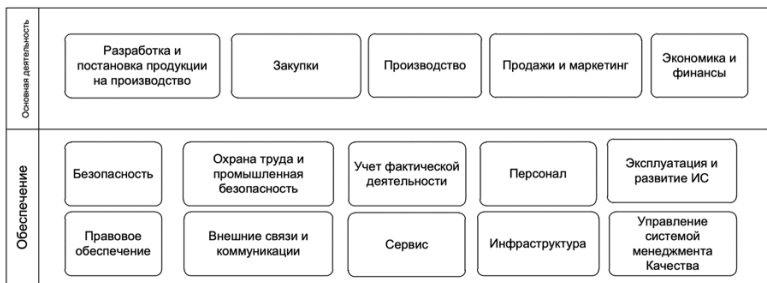 Основная деятельность
Разработка и
постановка продукции
на производство
Закупки
Производство
Продажи и маркетинг
Экономика и
финансы
Обеспечение
Безопасность
Охрана труда и
промышленная
безопасность
Учет фактической
деятельности
Персонал
Эксплуатация и
развитие ИС
Правовое
обеспечение
Внешние связи и
коммуникации
Сервис
Инфраструктура
Управление
системой
менеджмента
Качества